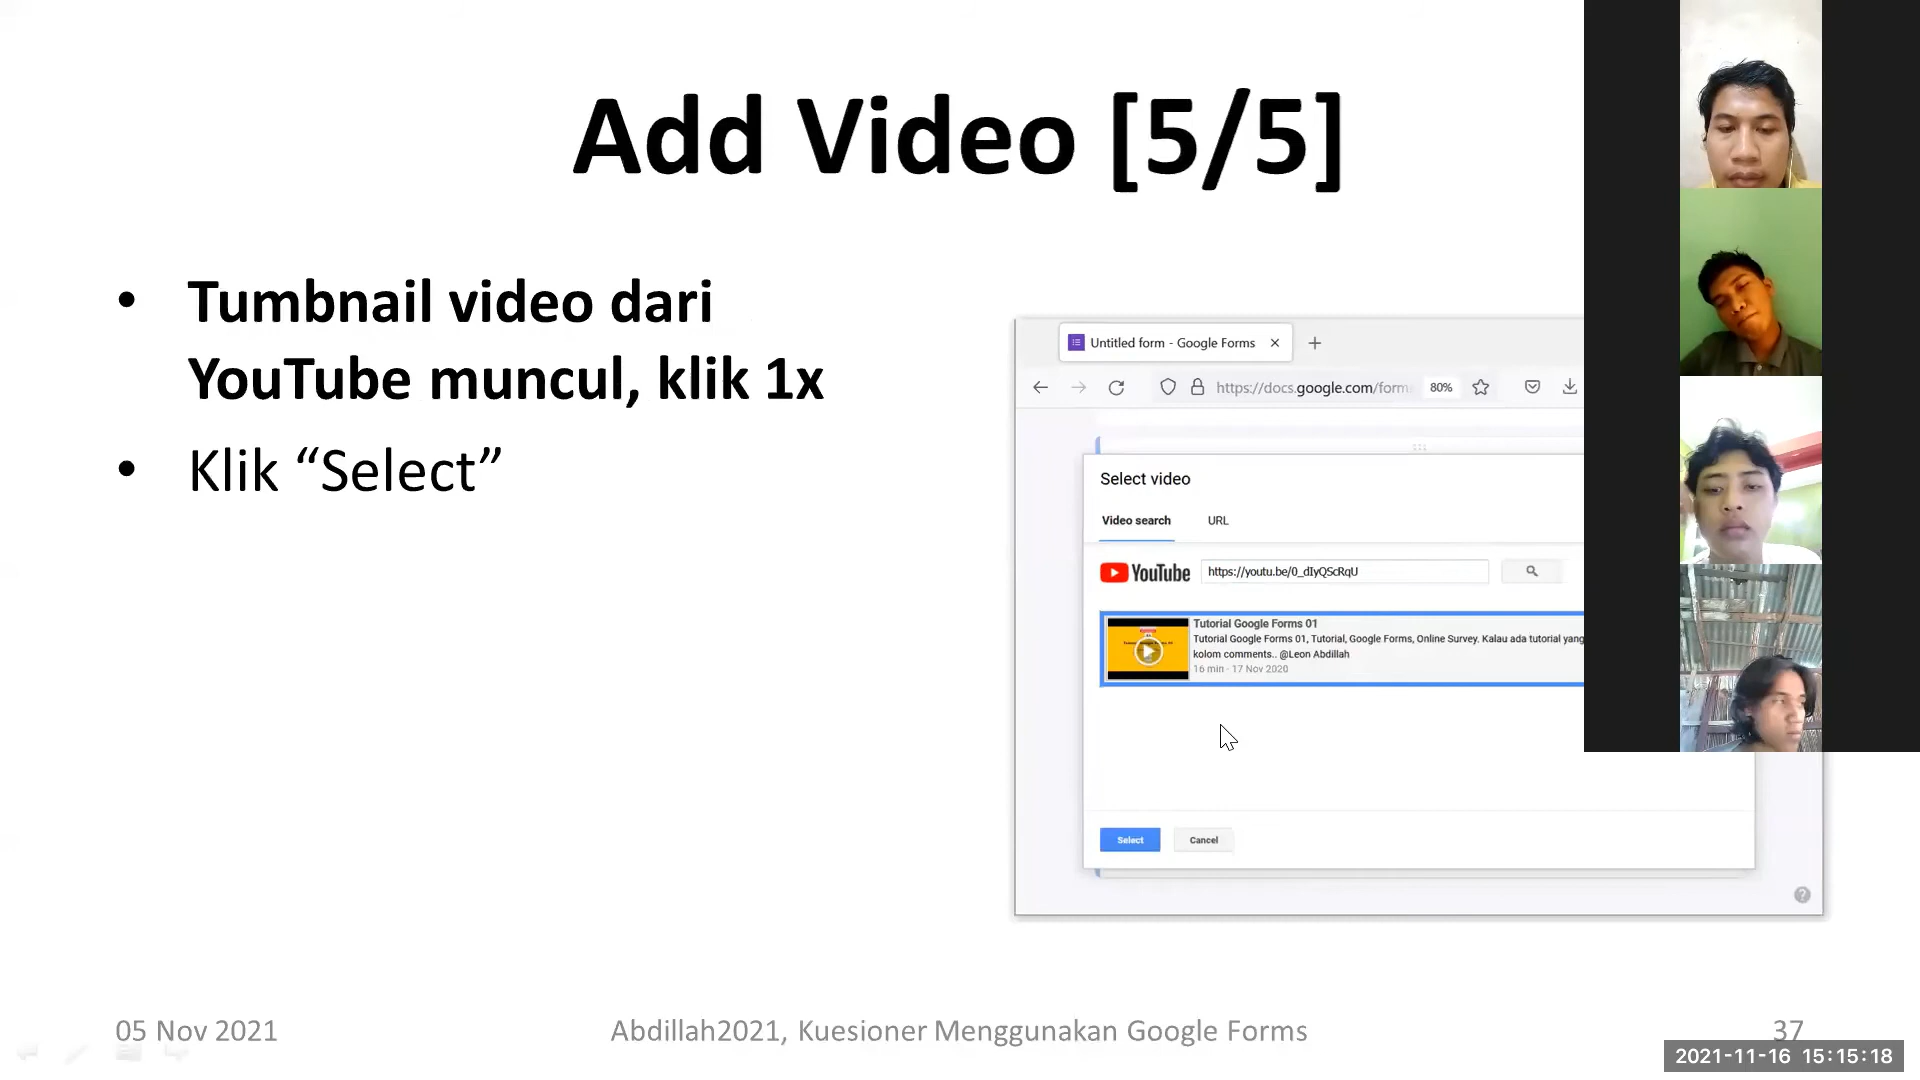 Add Video [5/5]
• Tumbnail video dari
YouTube muncul, klik 1x
• Klik “Select”
Untitled form - Google Forms
https://docs.google.com/forms 80%
Select video
Video search URL
YouTube https://youtu.be/0_dIyQScRqU
Tutorial Google Forms 01
Tutorial Google Forms 01, Tutorial, Google Forms, Online Survey. Kalau ada tutorial yang
kolom comments.. @Leon Abdillah
16 min - 17 Nov 2020
Select Cancel
05 Nov 2021 Abdillah2021, Kuesioner Menggunakan Google Forms 37
2021-11-16 15:15:18